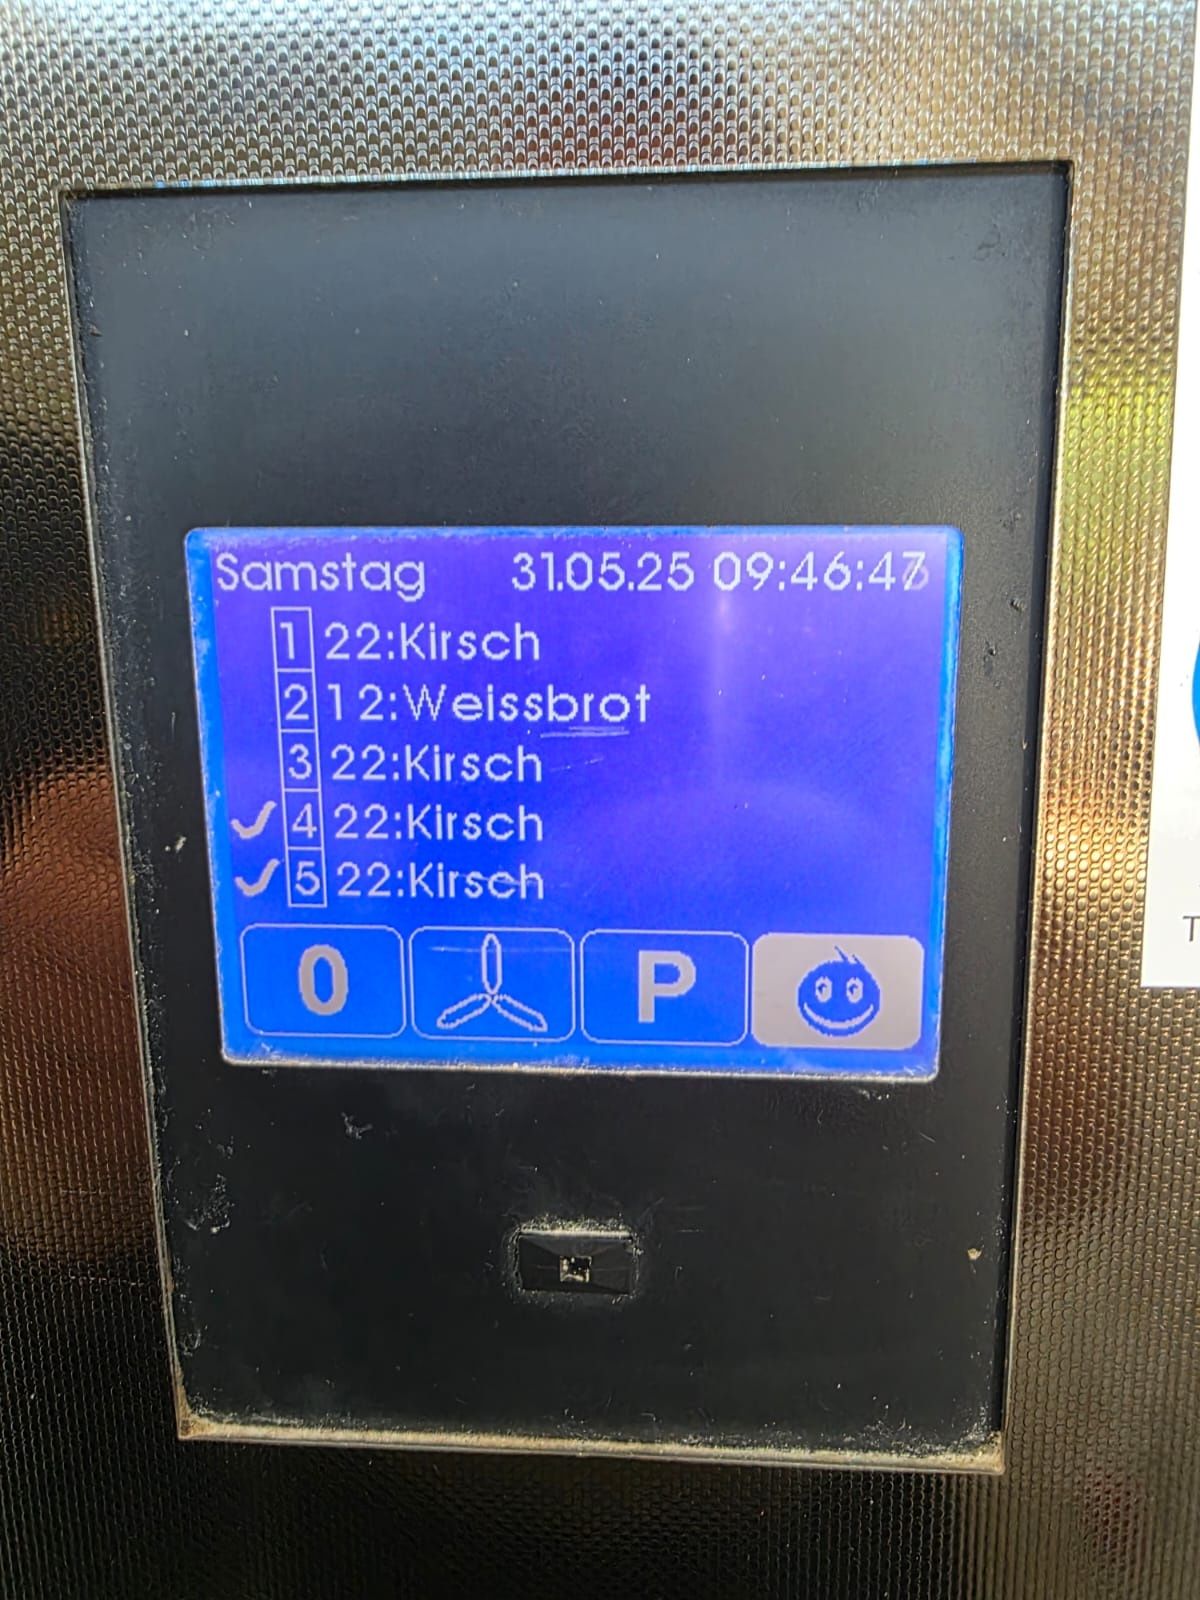 Samstag 31.05.25 09:46:47
1 22:Kirsch
2 12:Weissbrot
3 22:Kirsch
✓ 4 22:Kirsch
✓ 5 22:Kirsch
0 P
T